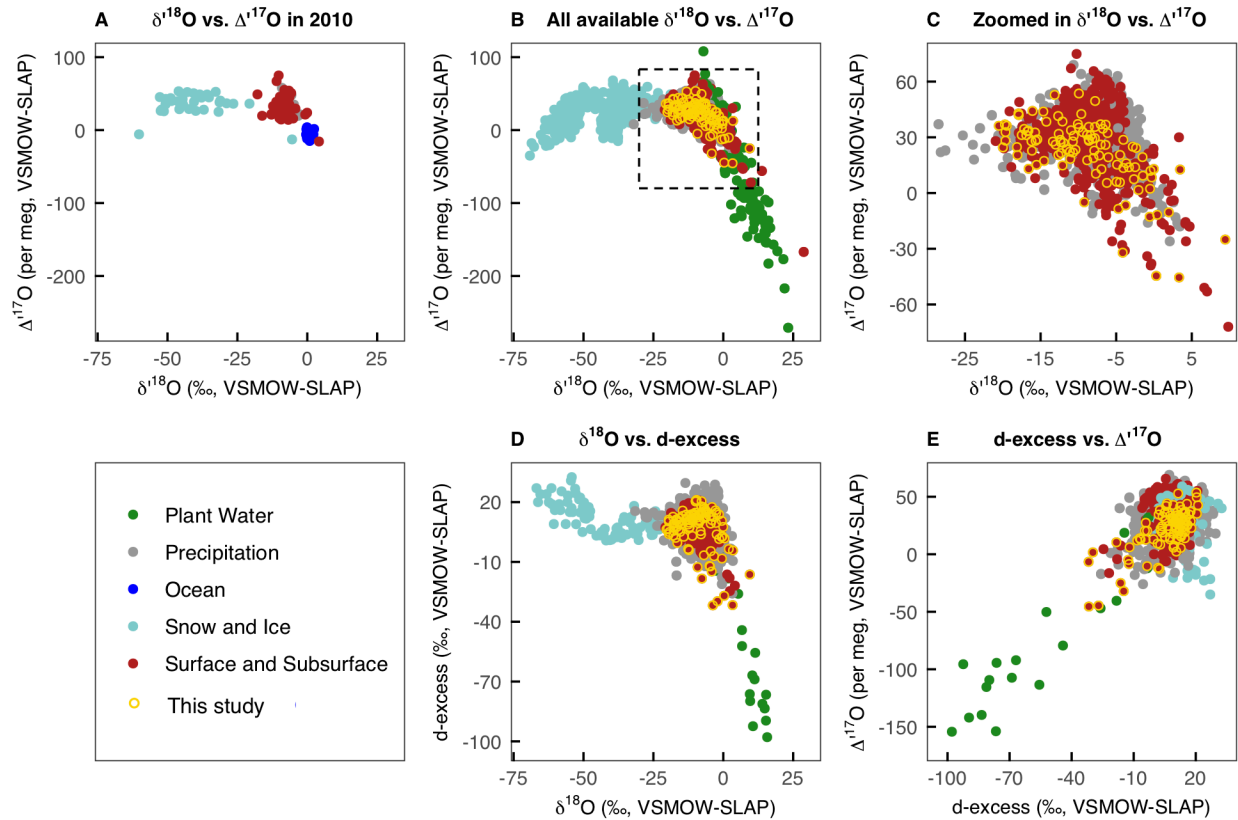 A δ'18O vs. Δ'17O in 2010
B All available δ'18O vs. Δ'17O
C Zoomed in δ'18O vs. Δ'17O
Δ'17O (per meg, VSMOW-SLAP)
100
0
-100
-200
-75 -50 -25 0 25
δ'18O (‰, VSMOW-SLAP)
Δ'17O (per meg, VSMOW-SLAP)
100
0
-100
-200
-75 -50 -25 0 25
δ'18O (‰, VSMOW-SLAP)
Δ'17O (per meg, VSMOW-SLAP)
60
30
0
-30
-60
-25 -15 -5 5
δ'18O (‰, VSMOW-SLAP)
Plant Water
Precipitation
Ocean
Snow and Ice
Surface and Subsurface
This study
D δ18O vs. d-excess
d-excess (‰, VSMOW-SLAP)
20
-10
-40
-70
-100
-75 -50 -25 0 25
δ18O (‰, VSMOW-SLAP)
E d-excess vs. Δ'17O
Δ'17O (per meg, VSMOW-SLAP)
50
0
-50
-100
-150
-100 -70 -40 -10 20
d-excess (‰, VSMOW-SLAP)